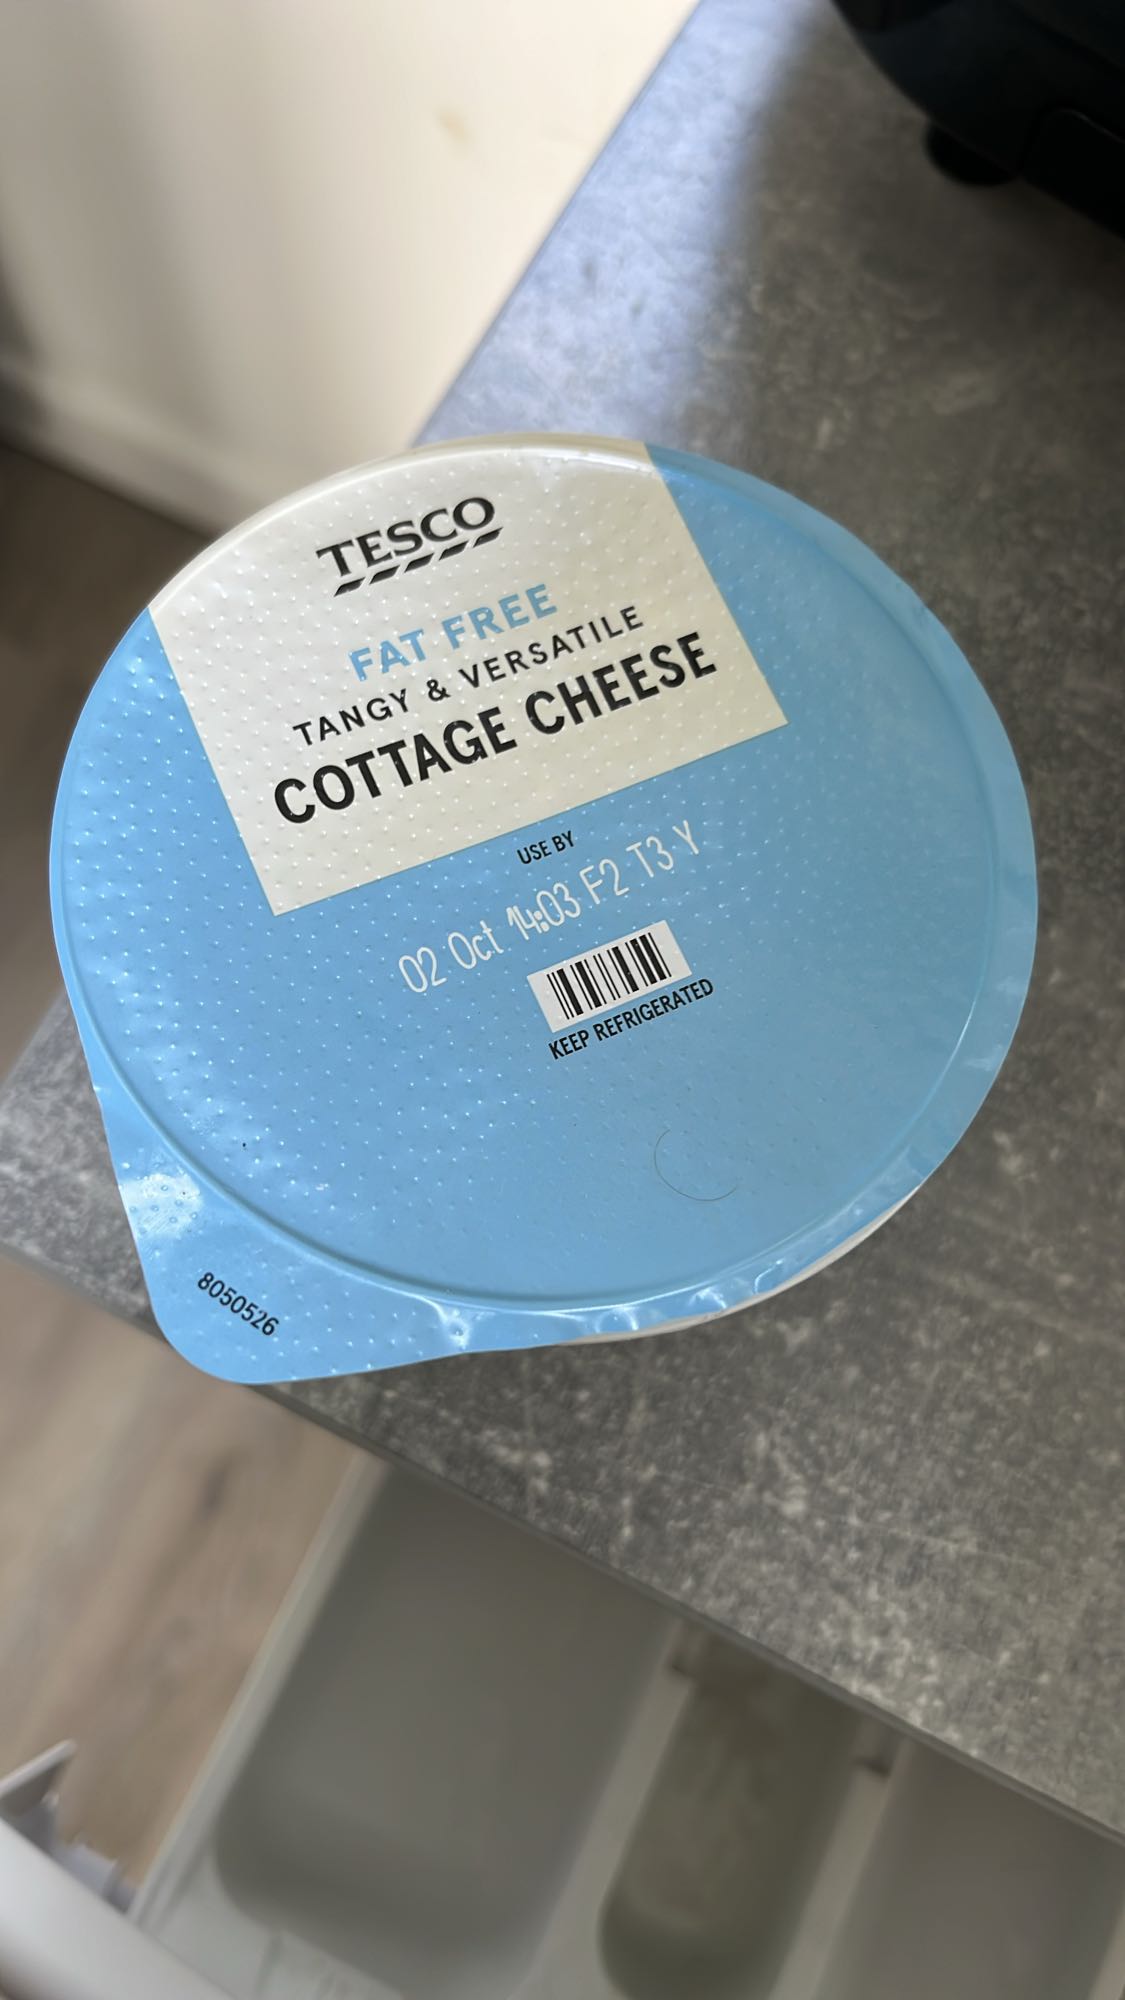 TESCO
FAT FREE
TANGY & VERSATILE
COTTAGE CHEESE
USE BY
02 Oct 14:03 F2 T3 Y
KEEP REFRIGERATED
8050526